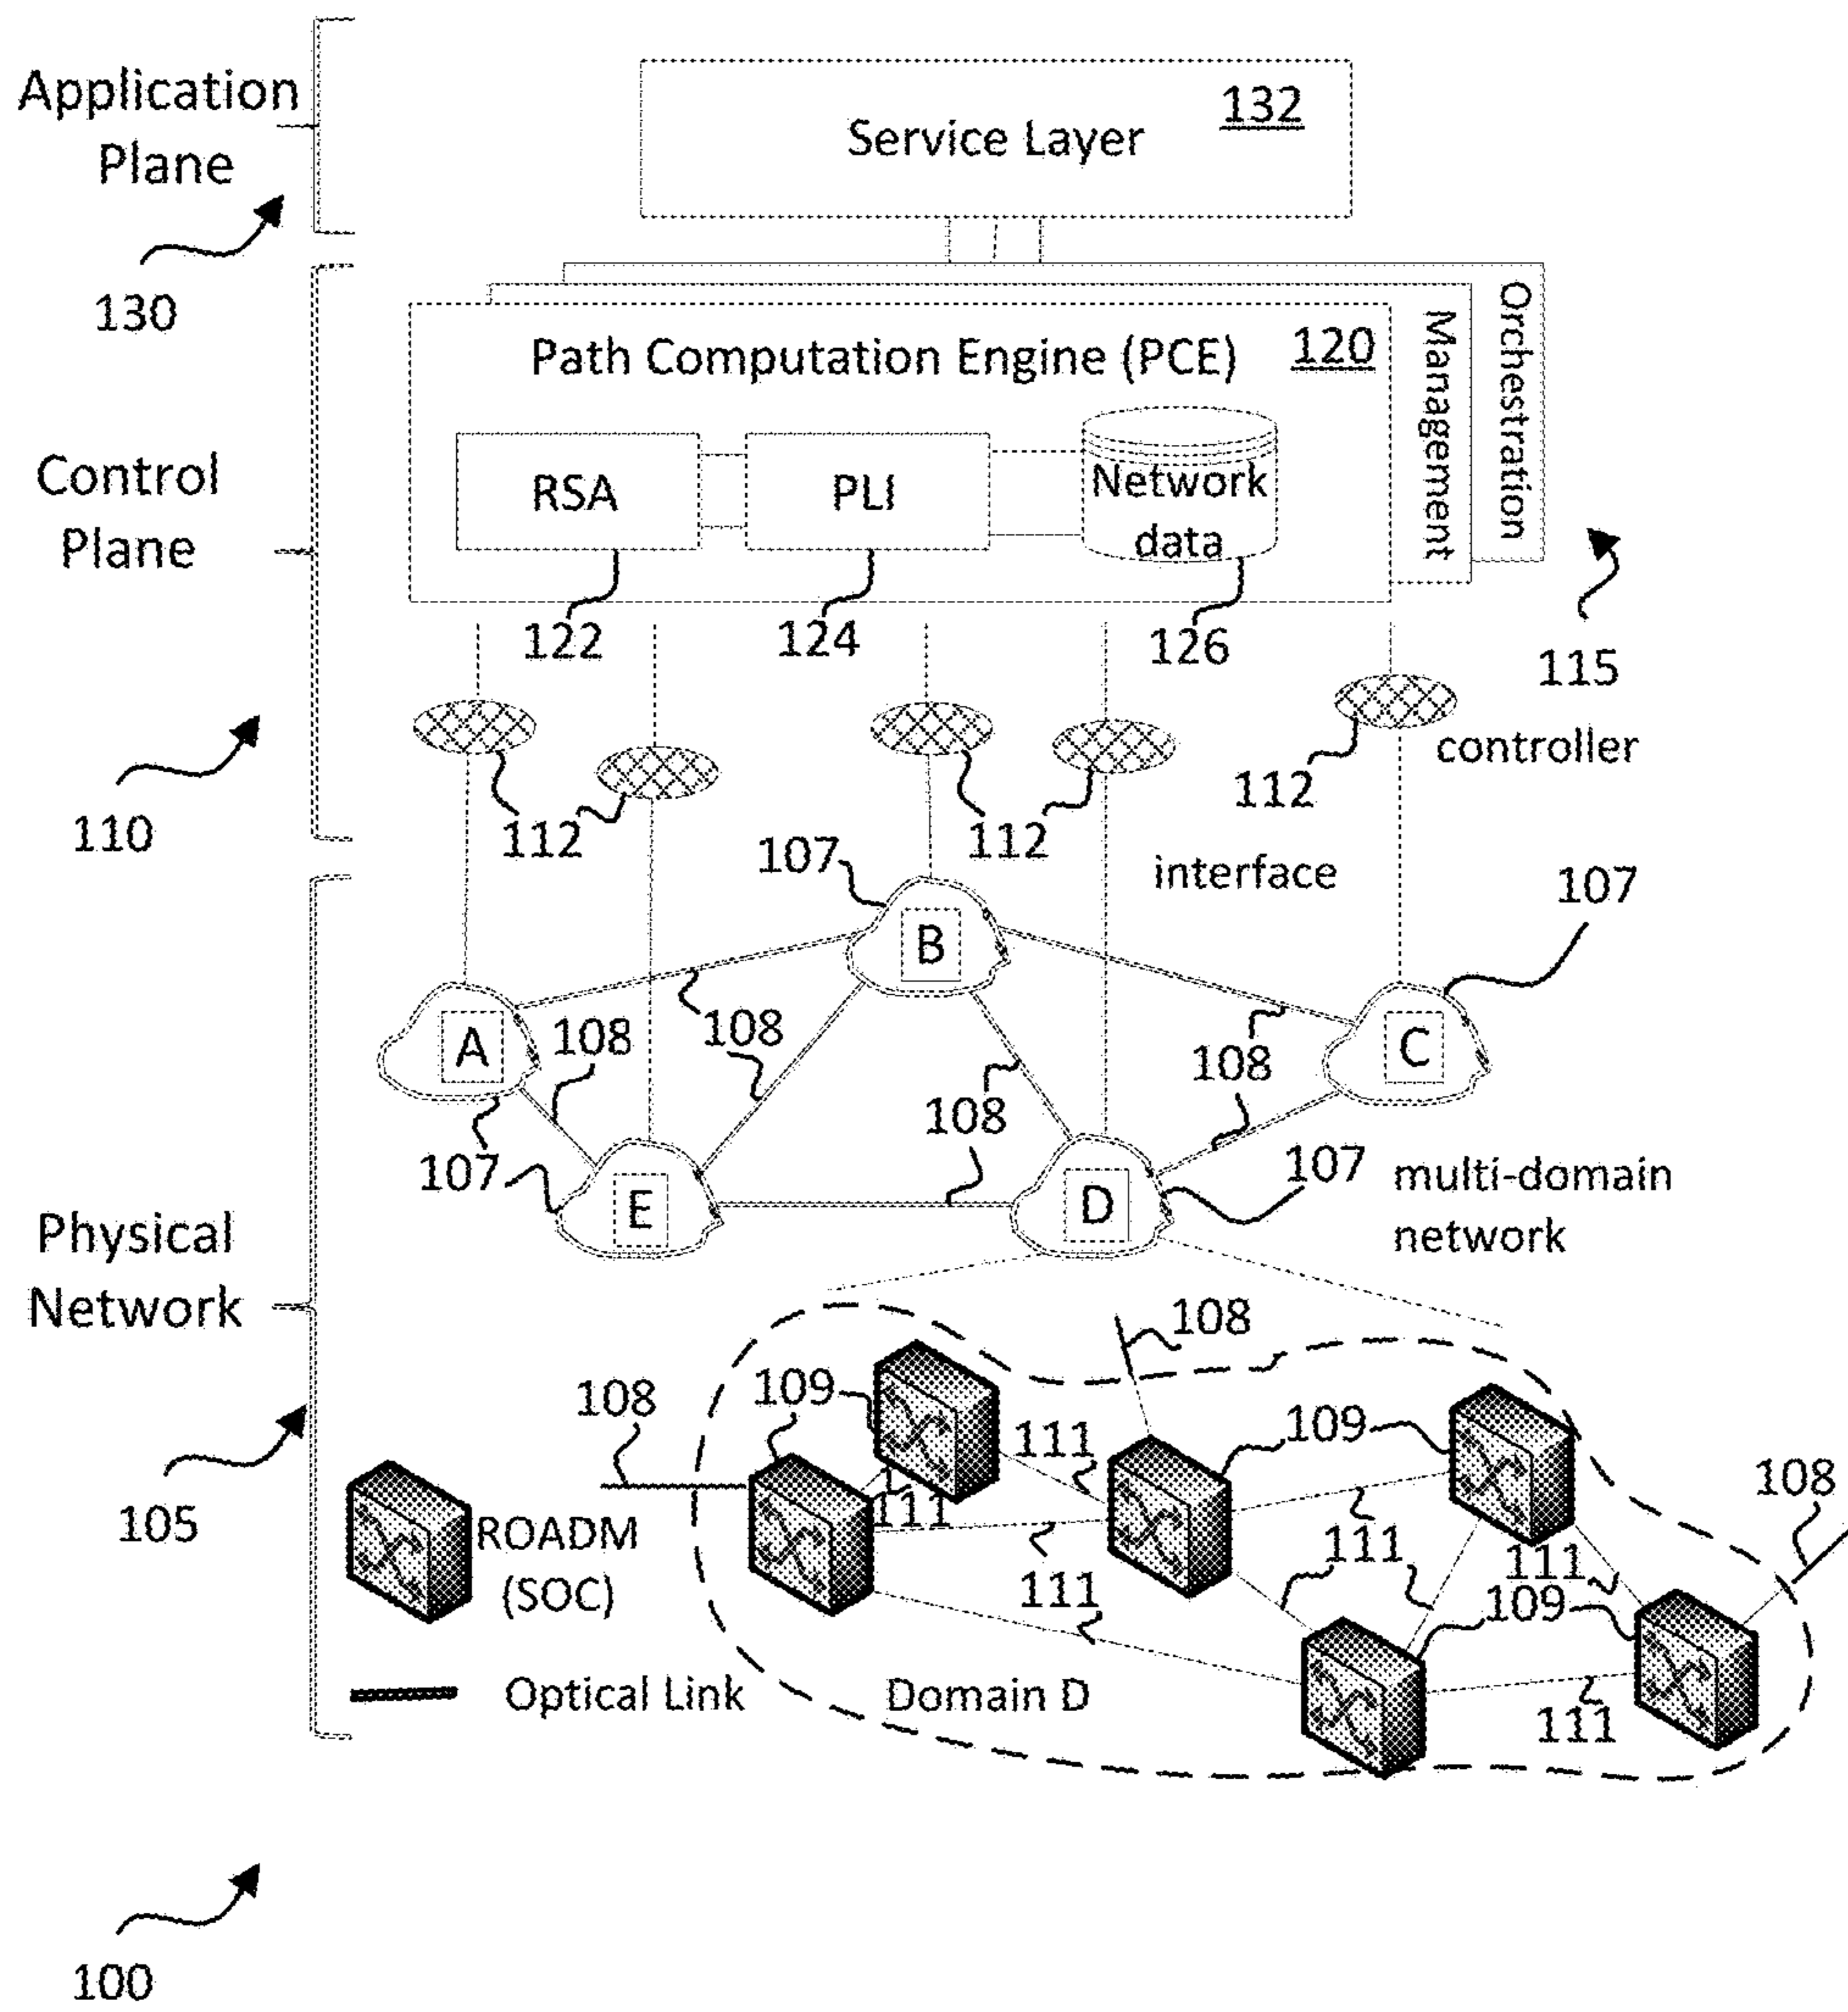 Application
Plane
130
132
Service Layer
Orchestration
Management
Path Computation Engine (PCE)
120
RSA
PLI
Network
data
122
124
126
Control
Plane
110
115
controller
112
112
112
interface
107
107
B
A
C
108
108
108
108
108
107
107
E
D
multi-domain
network
Physical
Network
105
108
108
108
109
109
109
111
111
111
111
111
111
ROADM
(SOC)
Optical Link
Domain D
100